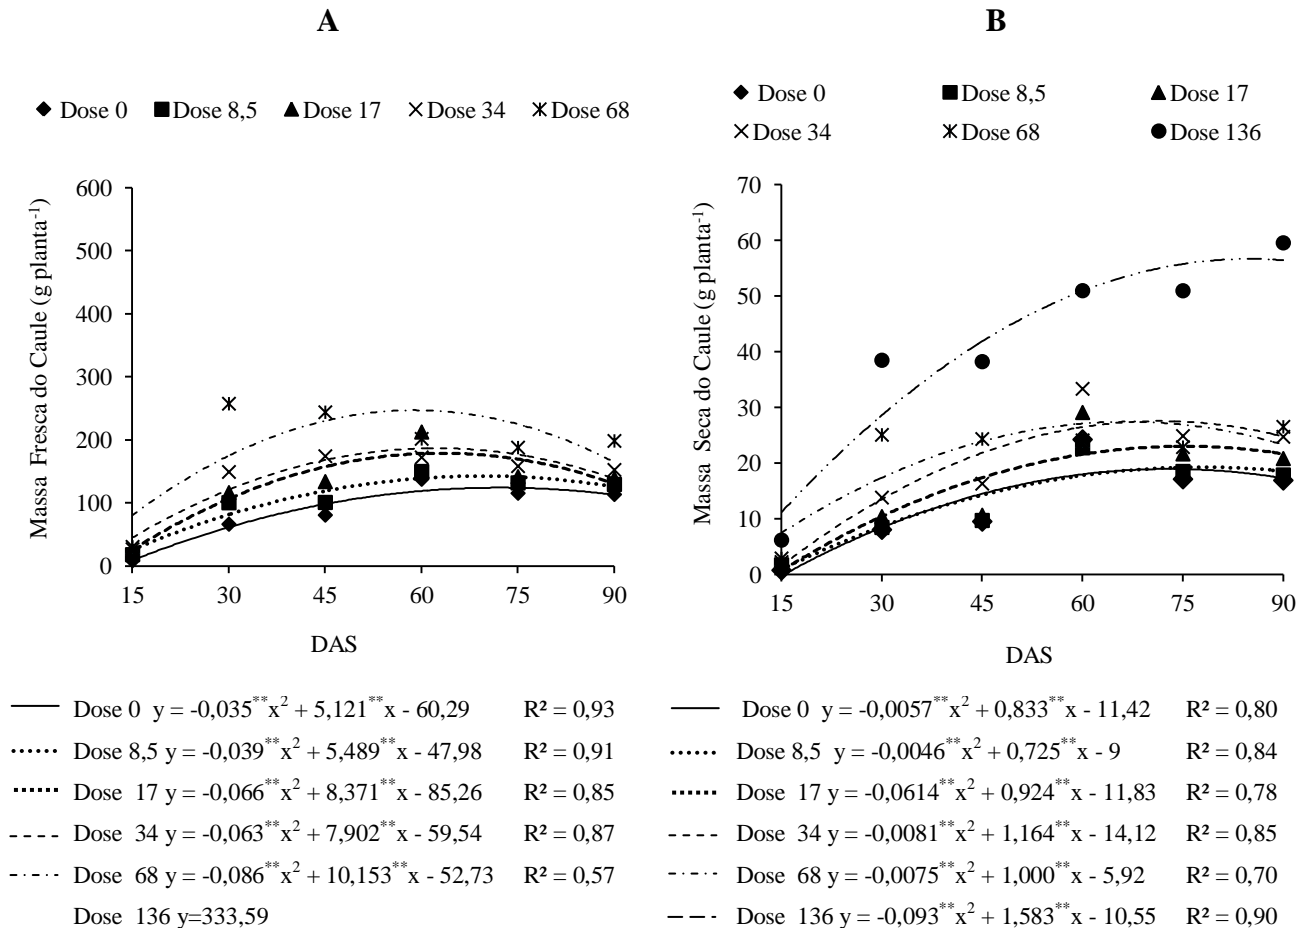 A
Dose 0 Dose 8,5 Dose 17 Dose 34 Dose 68
Massa Fresca do Caule (g planta⁻¹)
600
500
400
300
200
100
0
15 30 45 60 75 90
DAS
Dose 0 y = -0,035**x² + 5,121**x - 60,29 R² = 0,93
Dose 8,5 y = -0,039**x² + 5,489**x - 47,98 R² = 0,91
Dose 17 y = -0,066**x² + 8,371**x - 85,26 R² = 0,85
Dose 34 y = -0,063**x² + 7,902**x - 59,54 R² = 0,87
Dose 68 y = -0,086**x² + 10,153**x - 52,73 R² = 0,57
Dose 136 y=333,59
B
Dose 0 Dose 8,5 Dose 17
Dose 34 Dose 68 Dose 136
Massa Seca do Caule (g planta⁻¹)
70
60
50
40
30
20
10
0
15 30 45 60 75 90
DAS
Dose 0 y = -0,0057**x² + 0,833**x - 11,42 R² = 0,80
Dose 8,5 y = -0,0046**x² + 0,725**x - 9 R² = 0,84
Dose 17 y = -0,0614**x² + 0,924**x - 11,83 R² = 0,78
Dose 34 y = -0,0081**x² + 1,164**x - 14,12 R² = 0,85
Dose 68 y = -0,0075**x² + 1,000**x - 5,92 R² = 0,70
Dose 136 y = -0,093**x² + 1,583**x - 10,55 R² = 0,90